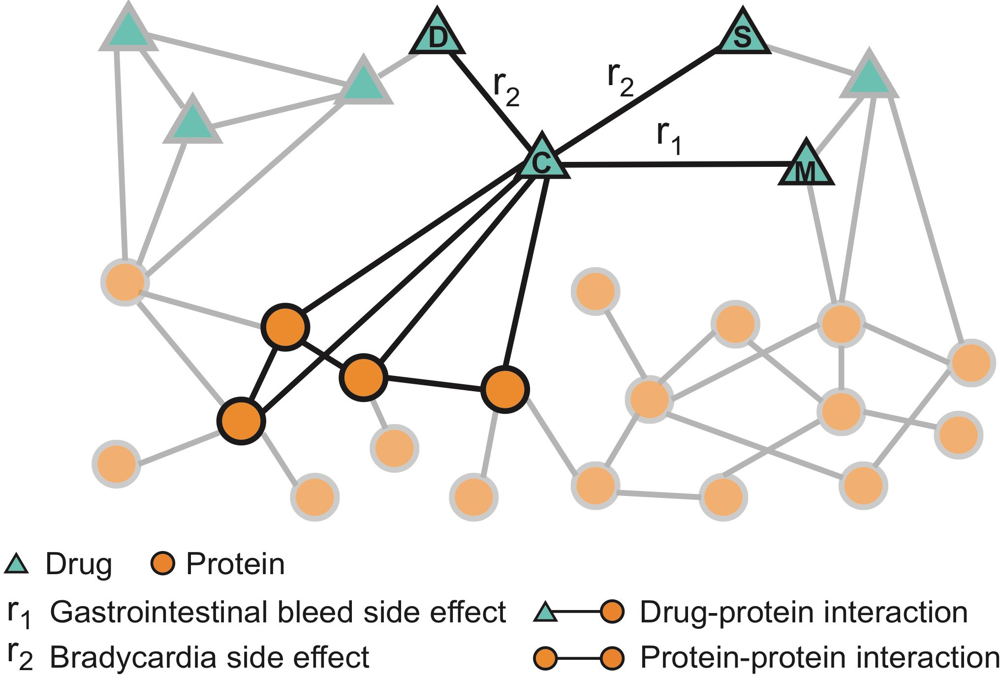 D
S
r2
r2
r1
C
M
Drug
Protein
r1 Gastrointestinal bleed side effect
Drug-protein interaction
r2 Bradycardia side effect
Protein-protein interaction